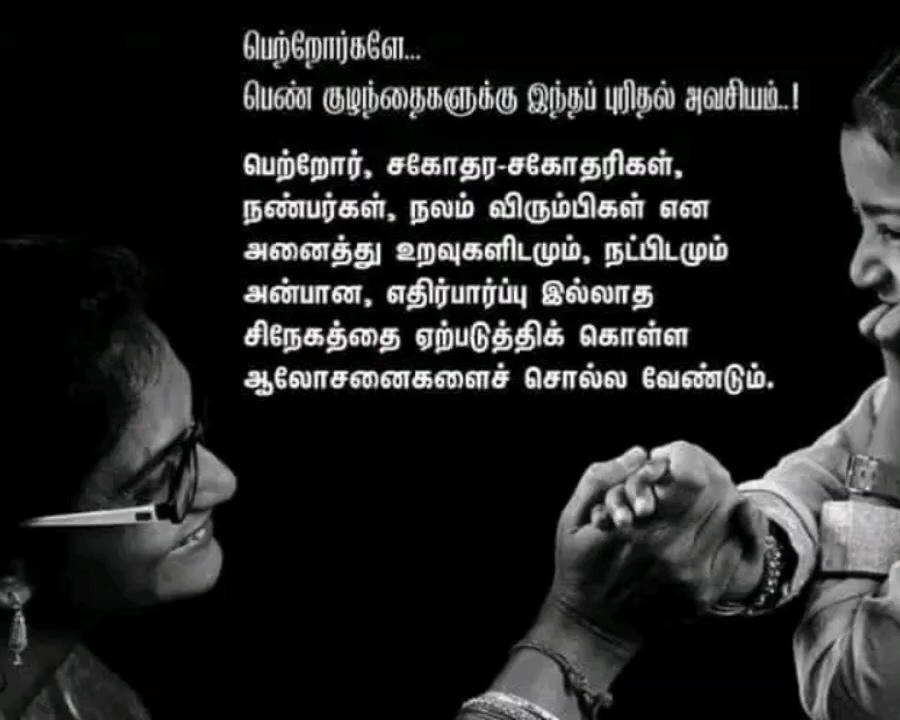 பெற்றோர்களே...
பெண் குழந்தைகளுக்கு இந்தப் புரிதல் அவசியம்..!
பெற்றோர், சகோதர-சகோதரிகள்,
நண்பர்கள், நலம் விரும்பிகள் என
அனைத்து உறவுகளிடமும், நட்பிடமும்
அன்பான, எதிர்பார்ப்பு இல்லாத
சிநேகத்தை ஏற்படுத்திக் கொள்ள
ஆலோசனைகளைச் சொல்ல வேண்டும்.